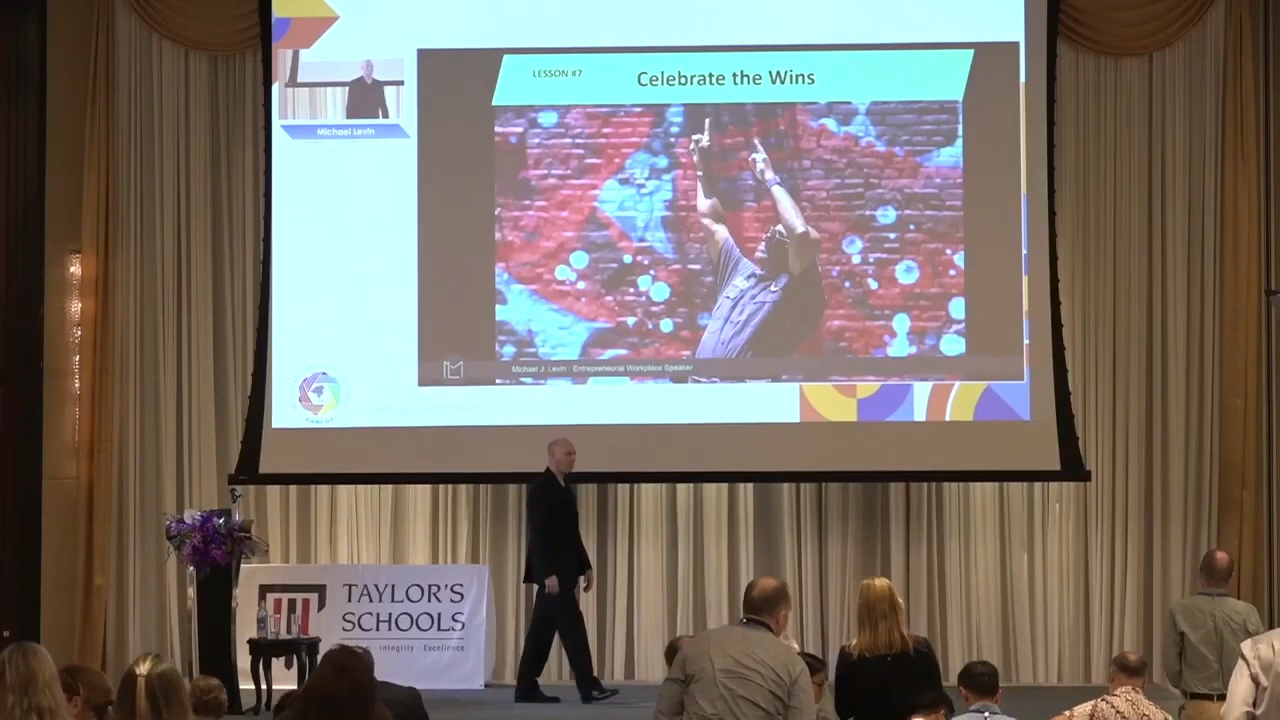 LESSON #7
Celebrate the Wins
Michael Levin
Michael J. Levin Entrepreneurial Workplace Speaker
TAYLOR'S
SCHOOLS
· Integrity · Excellence